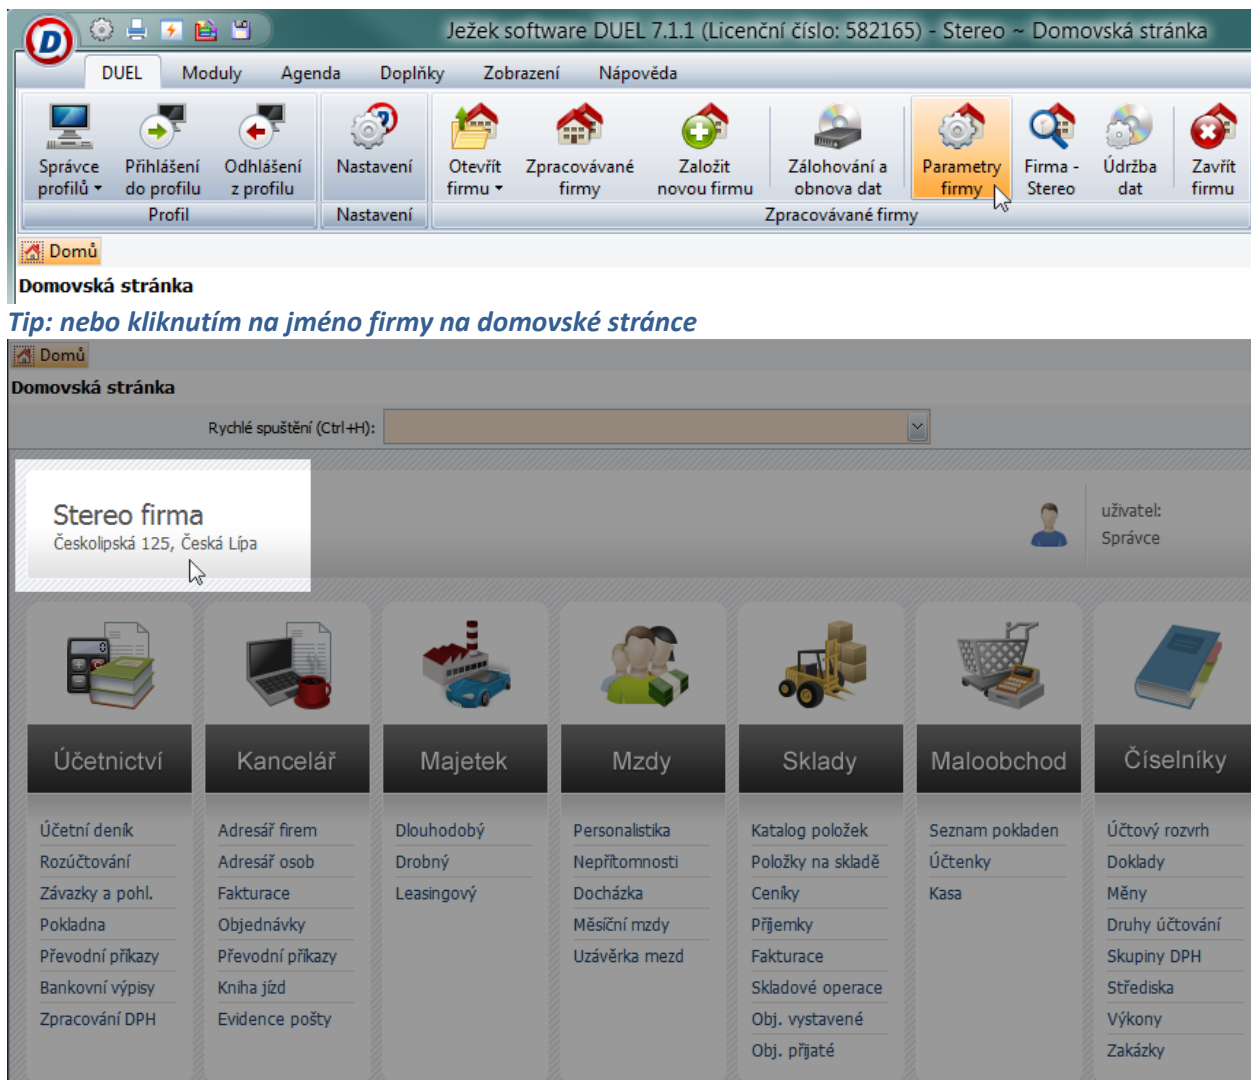 Ježek software DUEL 7.1.1 (Licenční číslo: 582165) - Stereo ~ Domovská stránka
DUEL Moduly Agenda Doplňky Zobrazení Nápověda
Správce profilů Přihlášení do profilu Odhlášení z profilu Nastavení Otevřít firmu Zpracovávané firmy Založit novou firmu Zálohování a obnova dat Parametry firmy Firma - Stereo Údržba dat Zavřít firmu
Profil Nastavení Zpracovávané firmy
Domů
Domovská stránka
Tip: nebo kliknutím na jméno firmy na domovské stránce
Domů
Domovská stránka
Rychlé spuštění (Ctrl+H):
Stereo firma
Českolipská 125, Česká Lípa
uživatel:
Správce
Účetnictví Kancelář Majetek Mzdy Sklady Maloobchod Číselníky
Účetní deník Adresář firem Dlouhodobý Personalistika Katalog položek Seznam pokladen Účtový rozvrh
Rozúčtování Adresář osob Drobný Nepřítomnosti Položky na skladě Účtenky Doklady
Závazky a pohl. Fakturace Leasingový Docházka Ceníky Kasa Měny
Pokladna Objednávky Měsíční mzdy Příjemky Druhy účtování
Převodní příkazy Převodní příkazy Uzávěrka mezd Fakturace Skupiny DPH
Bankovní výpisy Kniha jízd Skladové operace Střediska
Zpracování DPH Evidence pošty Obj. vystavené Výkony
Obj. přijaté Zakázky